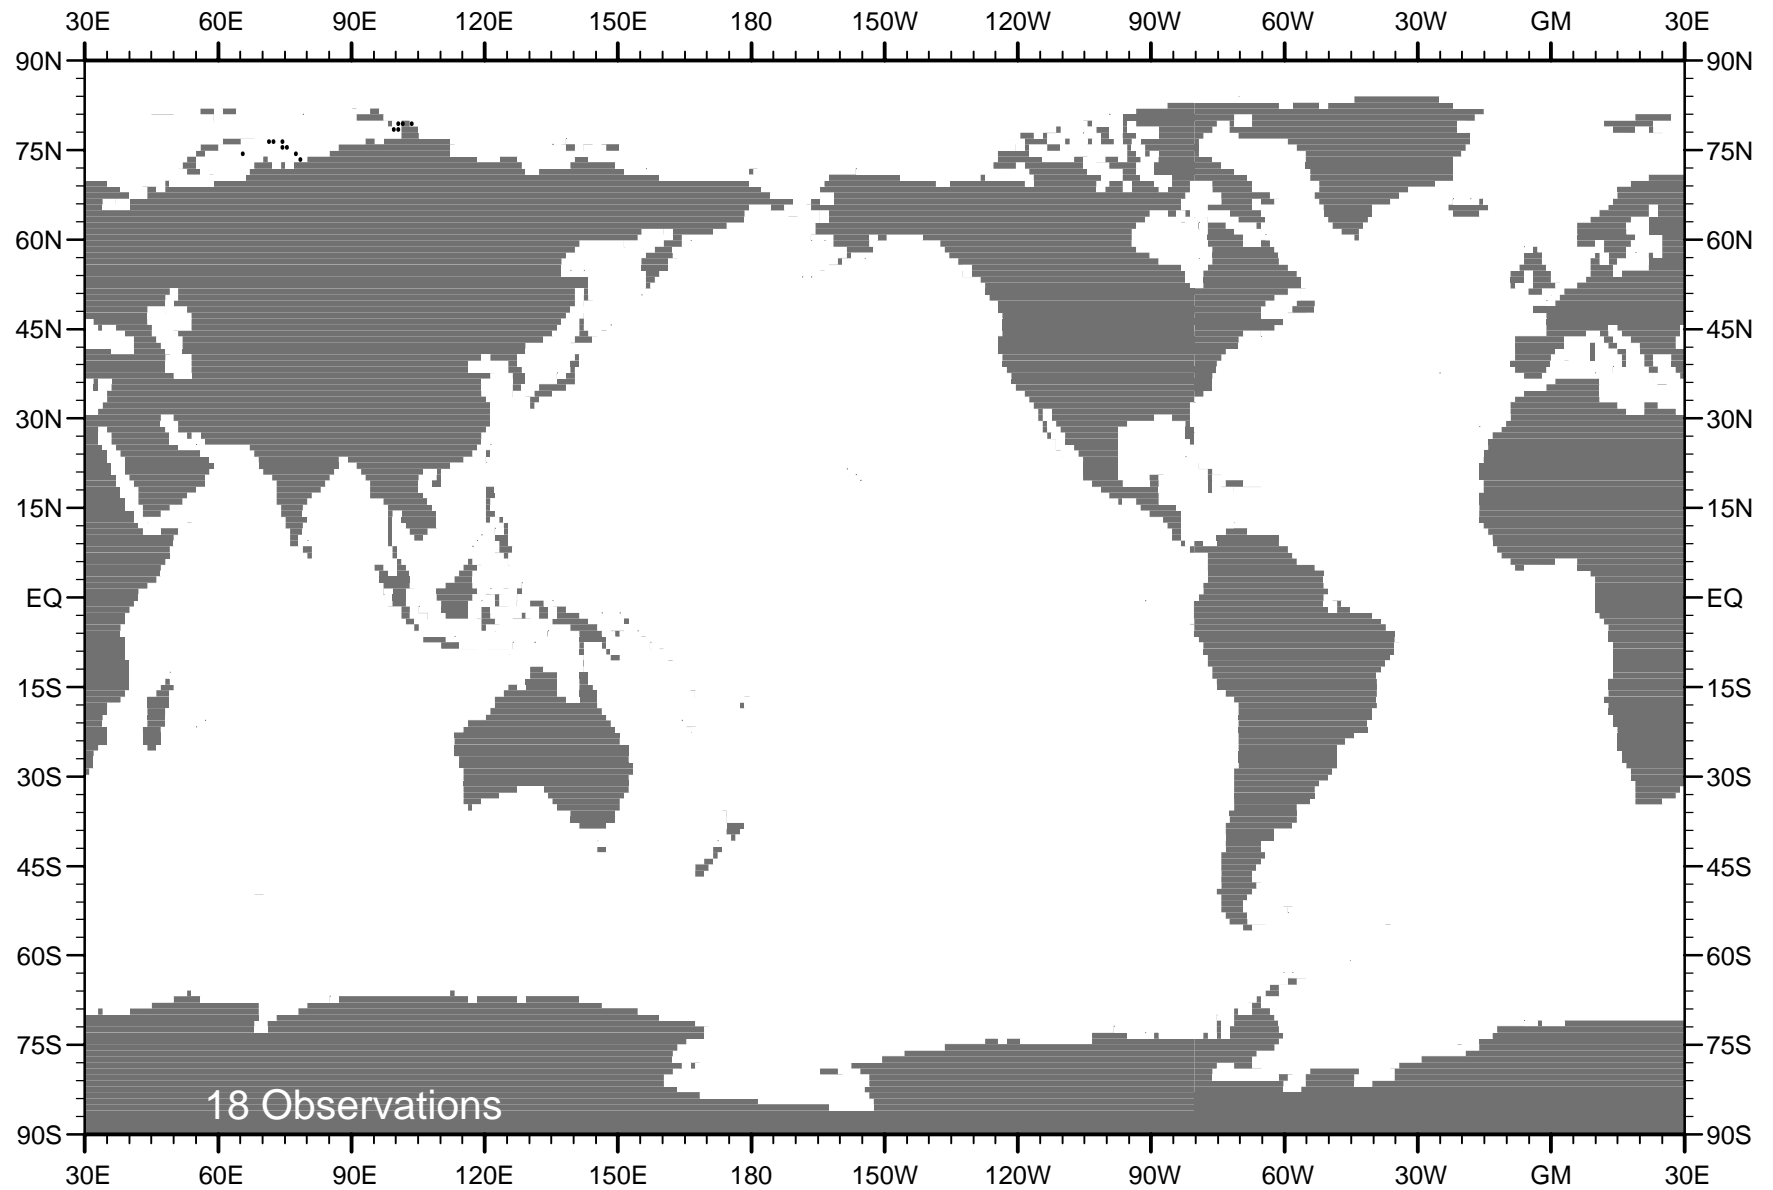 30E 60E 90E 120E 150E 180 150W 120W 90W 60W 30W GM 30E
90N 90N
75N 75N
60N 60N
45N 45N
30N 30N
15N 15N
EQ EQ
15S 15S
30S 30S
45S 45S
60S 60S
75S 75S
18 Observations
90S 90S
30E 60E 90E 120E 150E 180 150W 120W 90W 60W 30W GM 30E